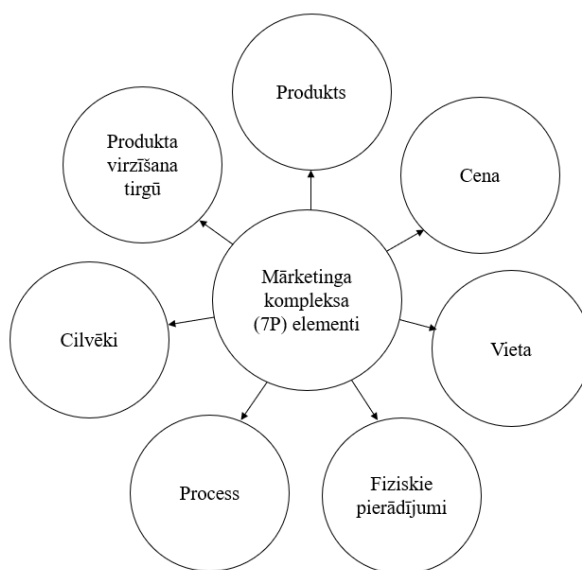 Produkts
Produkta
virzīšana
tirgū
Cena
Mārketinga
kompleksa
(7P) elementi
Cilvēki
Vieta
Process
Fiziskie
pierādījumi